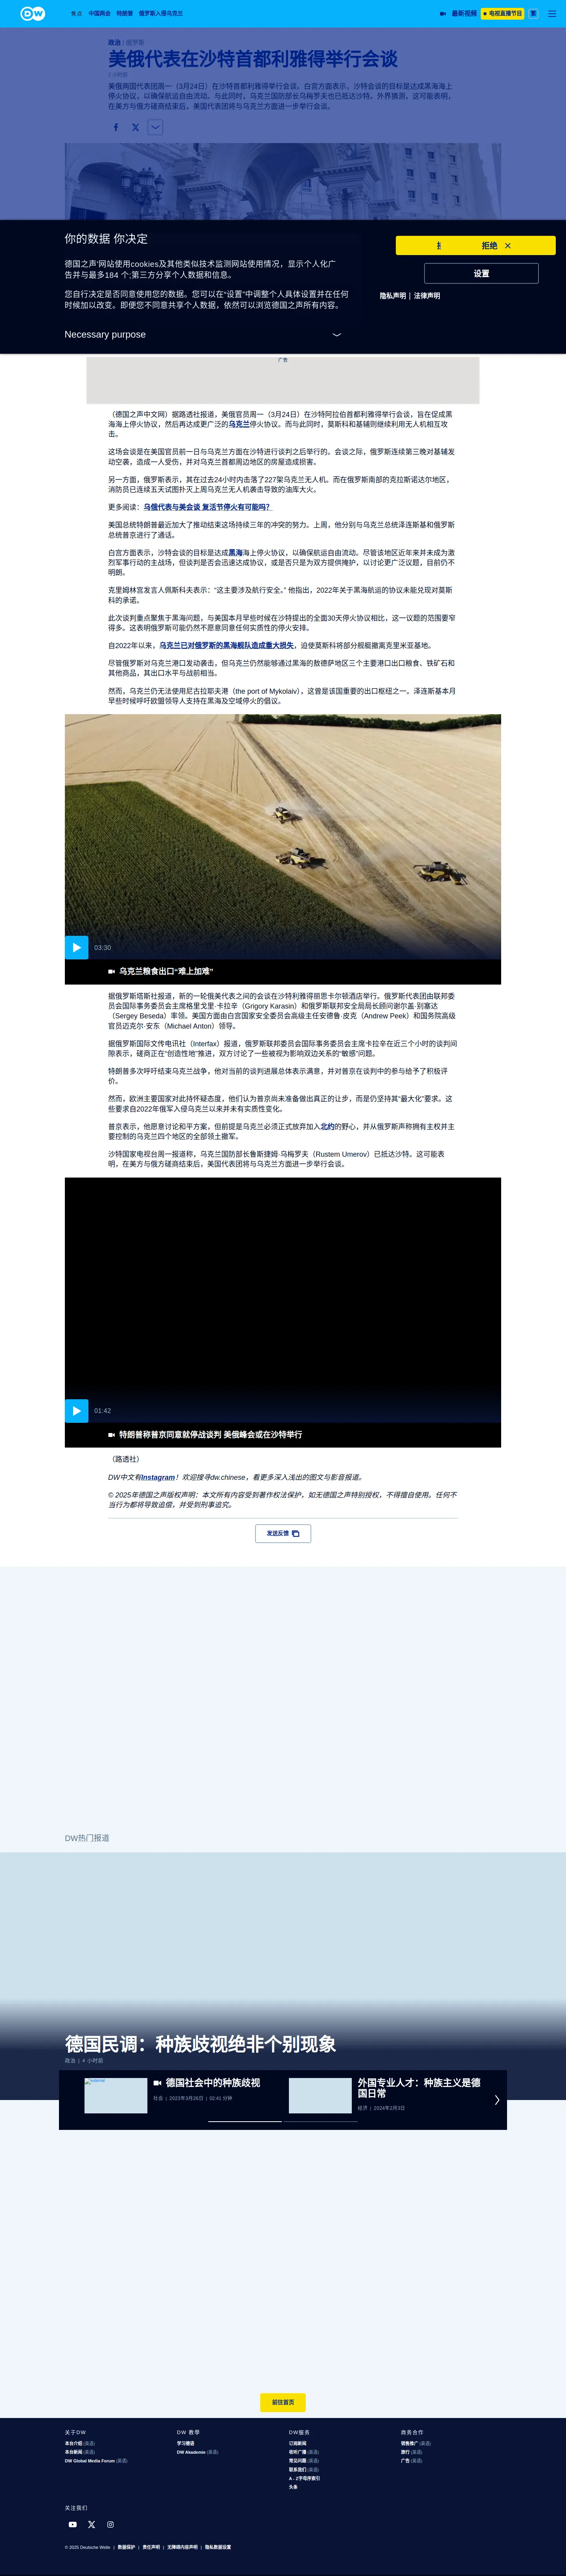 DW
焦点 中国两会 特朗普 俄罗斯入侵乌克兰
最新视频
电视直播节目
繁
政治 | 俄罗斯
美俄代表在阿拉伯首都利雅得举行会谈
美俄两国代表团周一（3月24日）在沙特首都利雅得举行会谈。白宫方面表示，沙特会谈的目标是达成黑海海上
停火协议，以确保航运自由流动。与此同时，乌克兰国防部长乌梅罗夫也已抵达沙特。外界猜测，这可能表明，
在美方与俄方磋商结束后，美国代表团将与乌克兰方面进一步举行会谈。
你的数据 你决定
德国之声’网站使用cookies及其他类似技术监测网站使用情况，显示个人化广
告并与最多184 个;第三方分享个人数据和信息。
您自行决定是否同意使用您的数据。您可以在“设置”中调整个人具体设置并在任何
时候加以改变。即便您不同意共享个人数据，依然可以浏览德国之声所有内容。
Necessary purpose
拒绝
设置
隐私声明 | 法律声明
广告
（德国之声中文网）据路透社报道，美俄官员周一（3月24日）在沙特阿拉伯首都利雅得举行会谈，旨在促成黑
海海上停火协议，然后再达成更广泛的乌克兰停火协议。而与此同时，莫斯科和基辅则继续利用无人机相互攻
击。
这场会谈是在美国官员前一日与乌克兰方面在沙特进行谈判之后举行的。会谈之际，俄罗斯连续第三晚对基辅发
动空袭，造成一人受伤，并对乌克兰首都周边地区的房屋造成损害。
另一方面，俄罗斯表示，其在过去24小时内击落了227架乌克兰无人机。而在俄罗斯南部的克拉斯诺达尔地区，
消防员已连续五天试图扑灭上周乌克兰无人机袭击导致的油库大火。
更多阅读：乌俄代表与美会谈 复活节停火有可能吗？
美国总统特朗普最近加大了推动结束这场持续三年的冲突的努力。上周，他分别与乌克兰总统泽连斯基和俄罗斯
总统普京进行了通话。
白宫方面表示，沙特会谈的目标是达成黑海海上停火协议，以确保航运自由流动。尽管该地区近年来并未成为激
烈军事行动的主战场，但谈判是否会迅速达成协议，或是否只是为双方提供掩护，以讨论更广泛议题，目前仍不
明朗。
克里姆林宫发言人佩斯科夫表示：“这主要涉及航行安全。” 他指出，2022年关于黑海航运的协议未能兑现对莫斯
科的承诺。
此次谈判重点聚焦于黑海问题，与美国本月早些时候在沙特提出的全面30天停火协议相比，这一议题的范围要窄
得多。这表明俄罗斯可能仍然不愿意同意任何实质性的停火安排。
自2022年以来，乌克兰已对俄罗斯的黑海舰队造成重大损失，迫使莫斯科将部分舰艇撤离克里米亚基地。
尽管俄罗斯对乌克兰港口发动袭击，但乌克兰仍然能够通过黑海的敖德萨地区三个主要港口出口粮食、铁矿石和
其他商品，其出口水平与战前相当。
然而，乌克兰仍无法使用尼古拉耶夫港（the port of Mykolaiv），这曾是该国重要的出口枢纽之一。泽连斯基本月
早些时候呼吁欧盟领导人支持在黑海及空域停火的倡议。
03:30
乌克兰粮食出口“难上加难”
据俄罗斯塔斯社报道，新的一轮俄美代表之间的会谈在沙特利雅得丽思卡尔顿酒店举行。俄罗斯代表团由联邦委
员会国际事务委员会主席格里戈里·卡拉辛（Grigory Karasin）和俄罗斯联邦安全局局长顾问谢尔盖·别塞达
（Sergey Beseda）率领。美国方面由白宫国家安全委员会高级主任安德鲁·皮克（Andrew Peek）和国务院高级
官员迈克尔·安东（Michael Anton）领导。
据俄罗斯国际文传电讯社（Interfax）报道，俄罗斯联邦委员会国际事务委员会主席卡拉辛在近三个小时的谈判间
隙表示，磋商正在“创造性地”推进，双方讨论了一些被视为影响双边关系的“敏感”问题。
特朗普多次呼吁结束乌克兰战争，他对当前的谈判进展总体表示满意，并对普京在谈判中的参与给予了积极评
价。
然而，欧洲主要国家对此持怀疑态度，他们认为普京尚未准备做出真正的让步，而是仍坚持其“最大化”要求。这
些要求自2022年俄军入侵乌克兰以来并未有实质性变化。
普京表示，他愿意讨论和平方案，但前提是乌克兰必须正式放弃加入北约的野心，并从俄罗斯声称拥有主权并主
要控制的乌克兰四个地区的全部领土撤军。
沙特国家电视台周一报道称，乌克兰国防部长鲁斯捷姆·乌梅罗夫（Rustem Umerov）已抵达沙特。这可能表
明，在美方与俄方磋商结束后，美国代表团将与乌克兰方面进一步举行会谈。
01:42
特朗普称普京同意就停战谈判 美俄峰会或在沙特举行
（路透社）
DW中文有Instagram！欢迎搜寻dw.chinese，看更多深入浅出的图文与影音报道。
© 2025年德国之声版权声明：本文所有内容受到著作权法保护，如无德国之声特别授权，不得擅自使用。任何不
当行为都将导致追偿，并受到刑事追究。
发送反馈
DW热门报道
德国民调：种族歧视绝非个别现象
政治 | 4 小时前
德国社会中的种族歧视
社会 | 2023年3月26日 | 02:41 分钟
外国专业人才：种族主义是德
国日常
经济 | 2024年2月3日
前往首页
关于DW
本台介绍 (英语)
本台新闻 (英语)
DW Global Media Forum (英语)
DW 教学
学习德语
DW Akademie (英语)
DW服务
订阅新闻
收听广播 (英语)
常见问题 (英语)
联系我们 (英语)
A - Z字母序索引
头条
商务合作
销售推广 (英语)
旅行 (英语)
广告 (英语)
关注我们
© 2025 Deutsche Welle | 数据保护 | 责任声明 | 无障碍内容声明 | 隐私数据设置